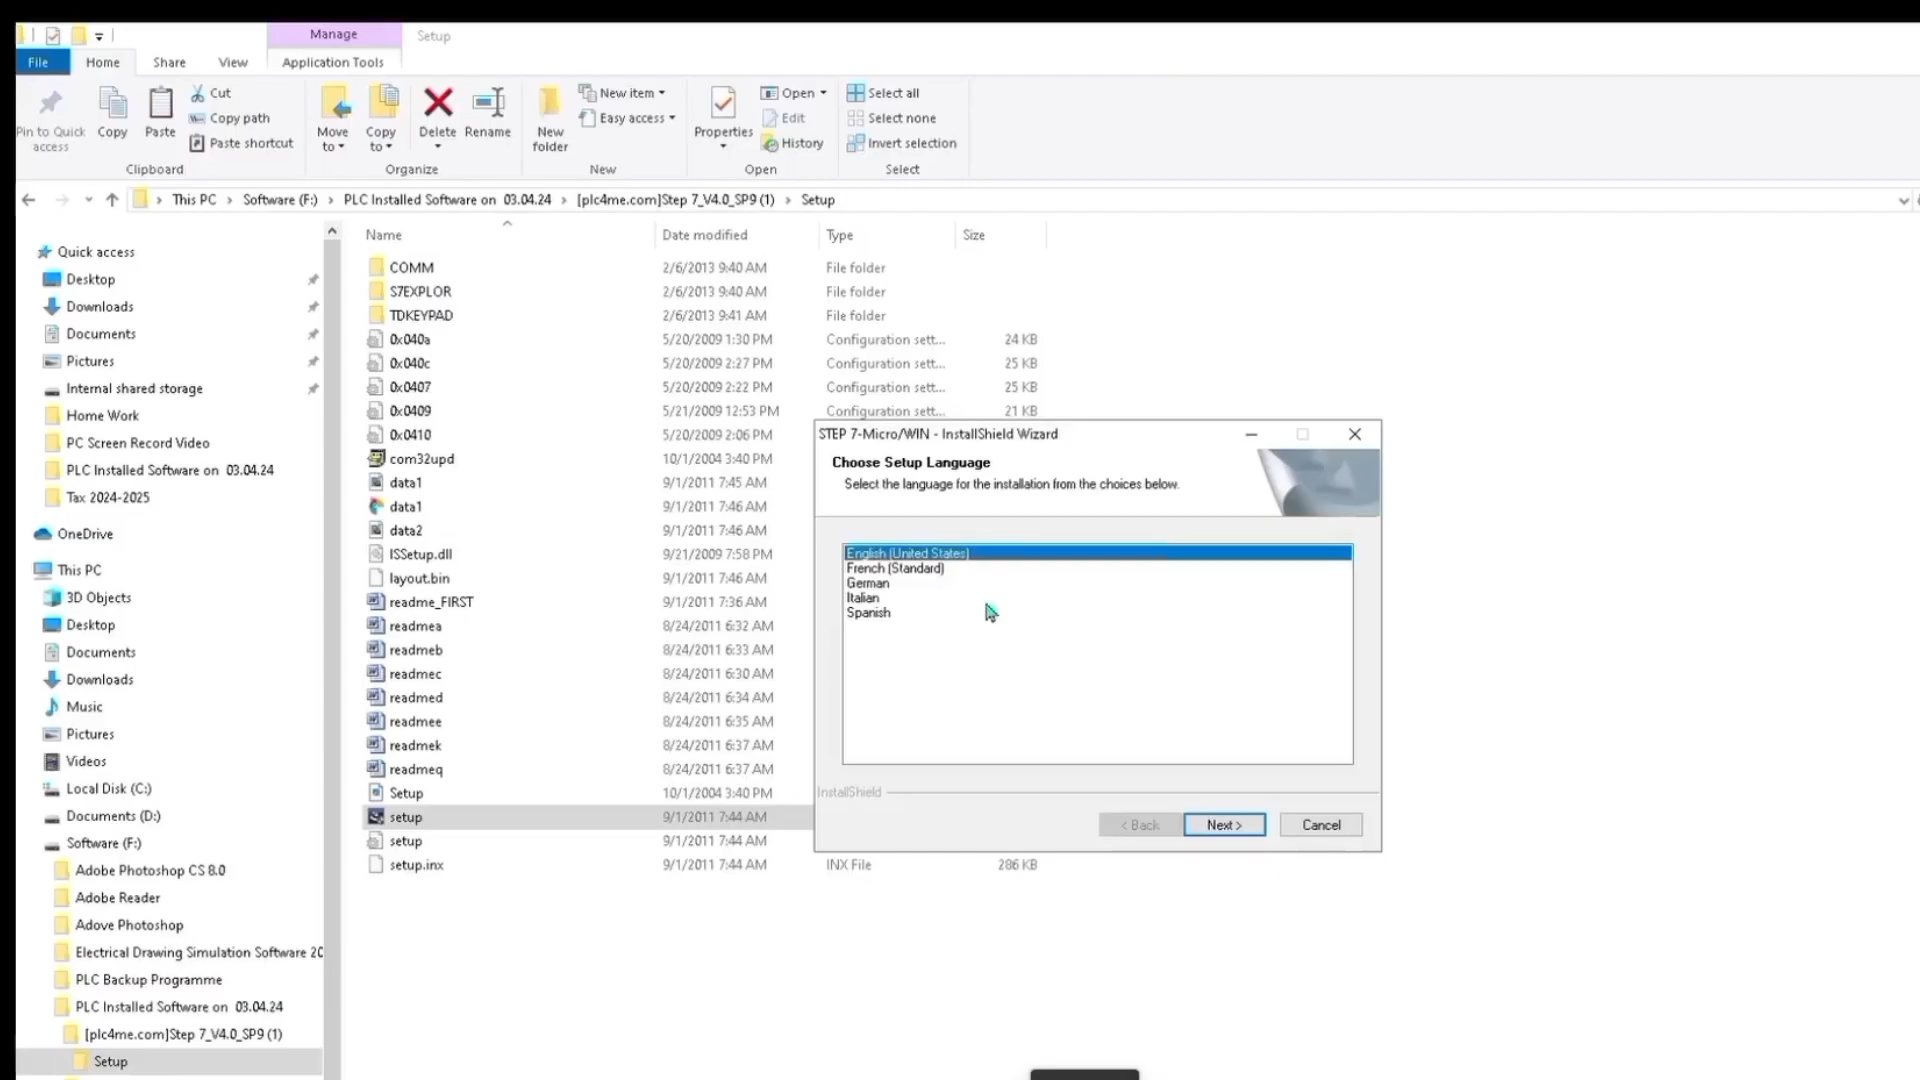 Manage
Setup
File
Home
Share
View
Application Tools
Pin to Quick access
Copy
Paste
Cut
Copy path
Paste shortcut
Clipboard
Move to
Copy to
Delete
Rename
Organize
New folder
New item
Easy access
New
Properties
Open
Edit
History
Open
Select all
Select none
Invert selection
Select
This PC > Software (F:) > PLC Installed Software on 03.04.24 > [plc4me.com]Step 7_V4.0_SP9 (1) > Setup
Quick access
Desktop
Downloads
Documents
Pictures
Internal shared storage
Home Work
PC Screen Record Video
PLC Installed Software on 03.04.24
Tax 2024-2025
OneDrive
This PC
3D Objects
Desktop
Documents
Downloads
Music
Pictures
Videos
Local Disk (C:)
Documents (D:)
Software (F:)
Adobe Photoshop CS 8.0
Adobe Reader
Adove Photoshop
Electrical Drawing Simulation Software 20
PLC Backup Programme
PLC Installed Software on 03.04.24
[plc4me.com]Step 7_V4.0_SP9 (1)
Setup
Name Date modified Type Size
COMM 2/6/2013 9:40 AM File folder
S7EXPLOR 2/6/2013 9:40 AM File folder
TDKEYPAD 2/6/2013 9:41 AM File folder
0x040a 5/20/2009 1:30 PM Configuration sett... 24 KB
0x040c 5/20/2009 2:27 PM Configuration sett... 25 KB
0x0407 5/20/2009 2:22 PM Configuration sett... 25 KB
0x0409 5/21/2009 12:53 PM Configuration sett... 21 KB
0x0410 5/20/2009 2:06 PM
com32upd 10/1/2004 3:40 PM
data1 9/1/2011 7:45 AM
data1 9/1/2011 7:46 AM
data2 9/1/2011 7:46 AM
ISSetup.dll 9/21/2009 7:58 PM
layout.bin 9/1/2011 7:46 AM
readme_FIRST 9/1/2011 7:36 AM
readmea 8/24/2011 6:32 AM
readmeb 8/24/2011 6:33 AM
readmec 8/24/2011 6:30 AM
readmed 8/24/2011 6:34 AM
readmee 8/24/2011 6:35 AM
readmek 8/24/2011 6:37 AM
readmeq 8/24/2011 6:37 AM
Setup 10/1/2004 3:40 PM
setup 9/1/2011 7:44 AM
setup 9/1/2011 7:44 AM
setup.inx 9/1/2011 7:44 AM INX File 286 KB
STEP 7-Micro/WIN - InstallShield Wizard
Choose Setup Language
Select the language for the installation from the choices below.
English (United States)
French (Standard)
German
Italian
Spanish
InstallShield
< Back
Next >
Cancel